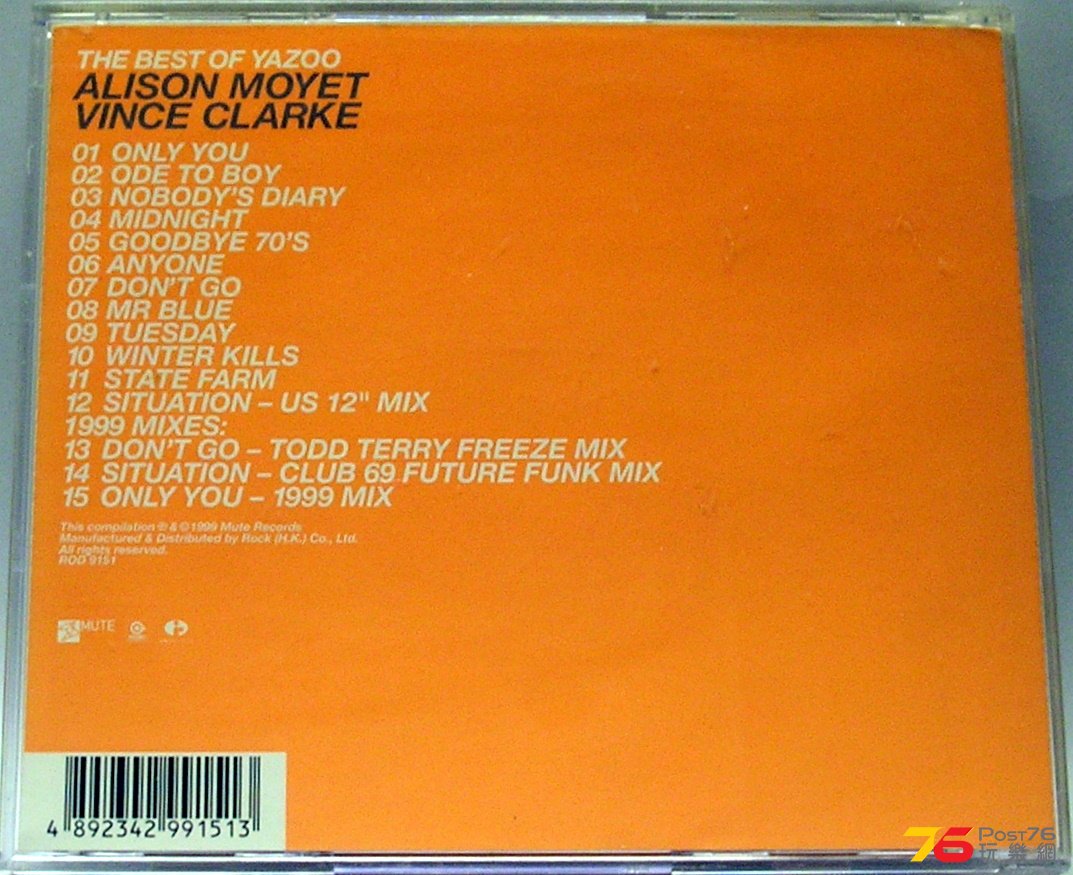 THE BEST OF YAZOO
ALISON MOYET
VINCE CLARKE
01 ONLY YOU
02 ODE TO BOY
03 NOBODY'S DIARY
04 MIDNIGHT
05 GOODBYE 70'S
06 ANYONE
07 DON'T GO
08 MR BLUE
09 TUESDAY
10 WINTER KILLS
11 STATE FARM
12 SITUATION – US 12" MIX
1999 MIXES:
13 DON'T GO – TODD TERRY FREEZE MIX
14 SITUATION – CLUB 69 FUTURE FUNK MIX
15 ONLY YOU – 1999 MIX
This compilation ℗ & © 1999 Mute Records
Manufactured & Distributed by Rock (H.K.) Co., Ltd.
All rights reserved.
ROD 9151
MUTE
4 892342 991513
76 POST76
玩樂網